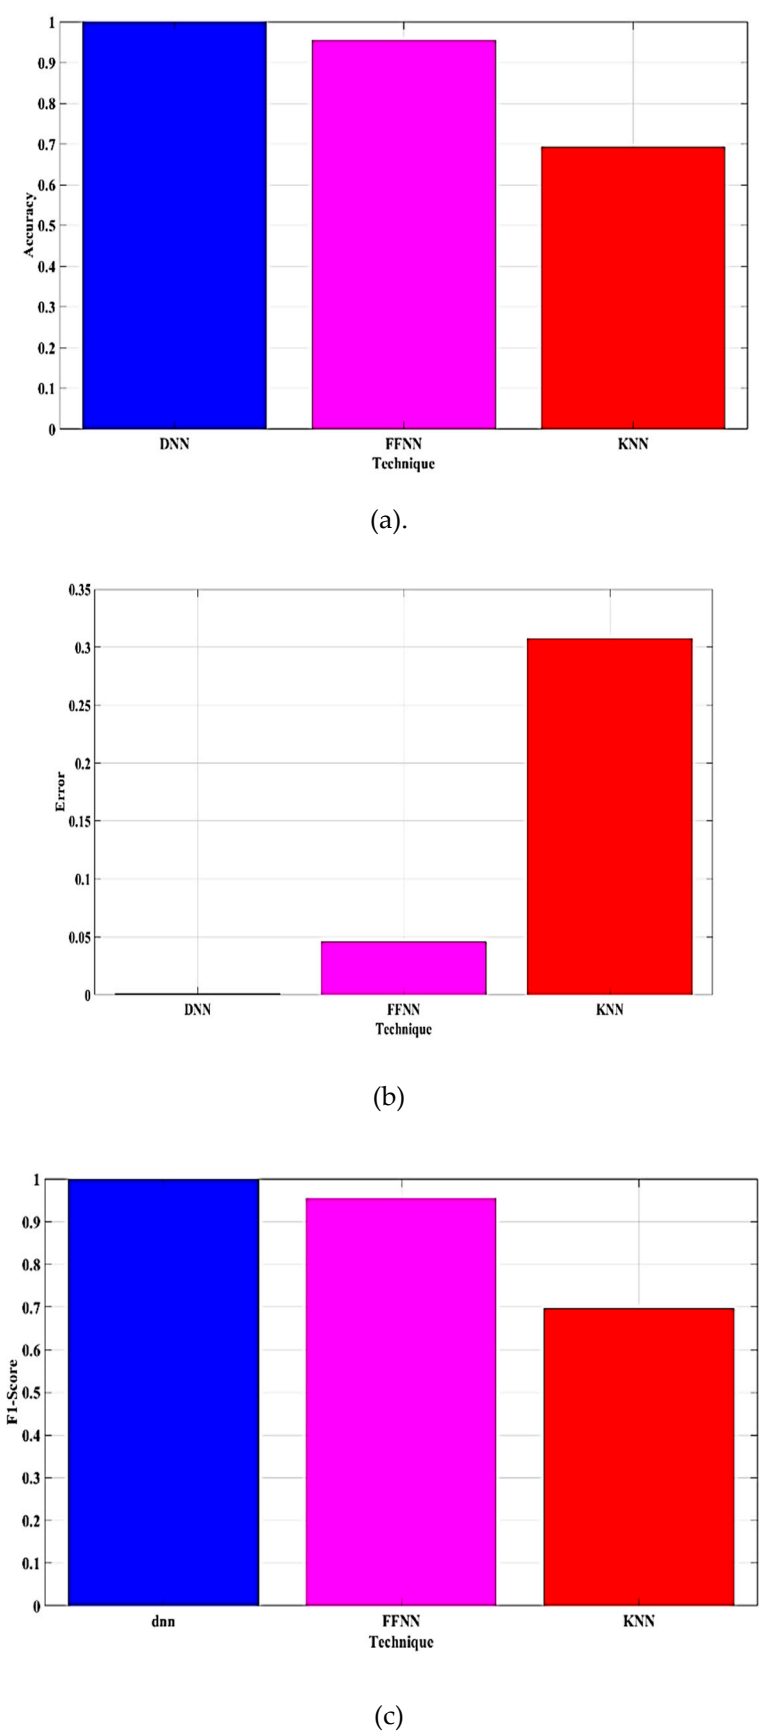 1
0.9
0.8
0.7
0.6
0.5
0.4
0.3
0.2
0.1
0
Accuracy
DNN FFNN KNN
Technique
(a).
0.35
0.3
0.25
0.2
0.15
0.1
0.05
0
Error
DNN FFNN KNN
Technique
(b)
1
0.9
0.8
0.7
0.6
0.5
0.4
0.3
0.2
0.1
0
F1-Score
dnn FFNN KNN
Technique
(c)